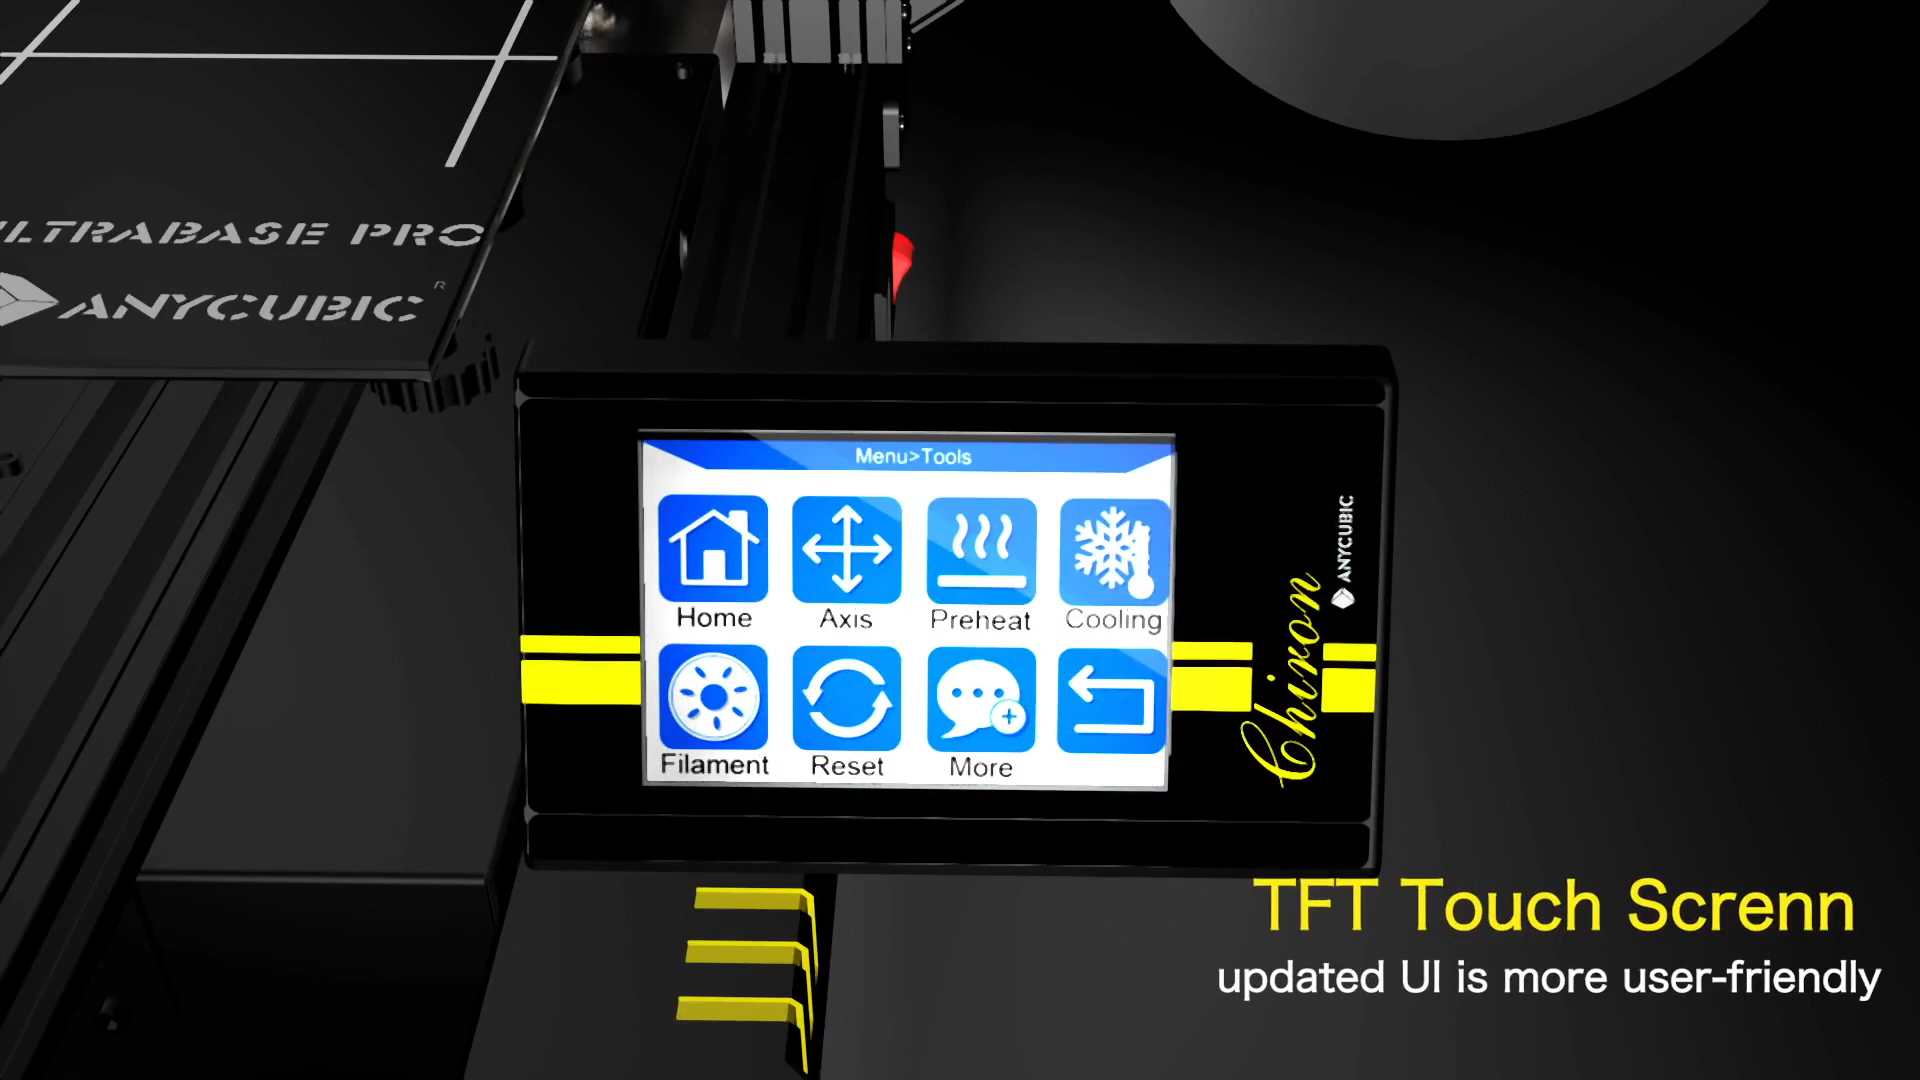 ULTRABASE PRO
ANYCUBIC®
Menu>Tools
Home
Axis
Preheat
Cooling
Filament
Reset
More
Chiron
ANYCUBIC
TFT Touch Screnn
updated UI is more user-friendly